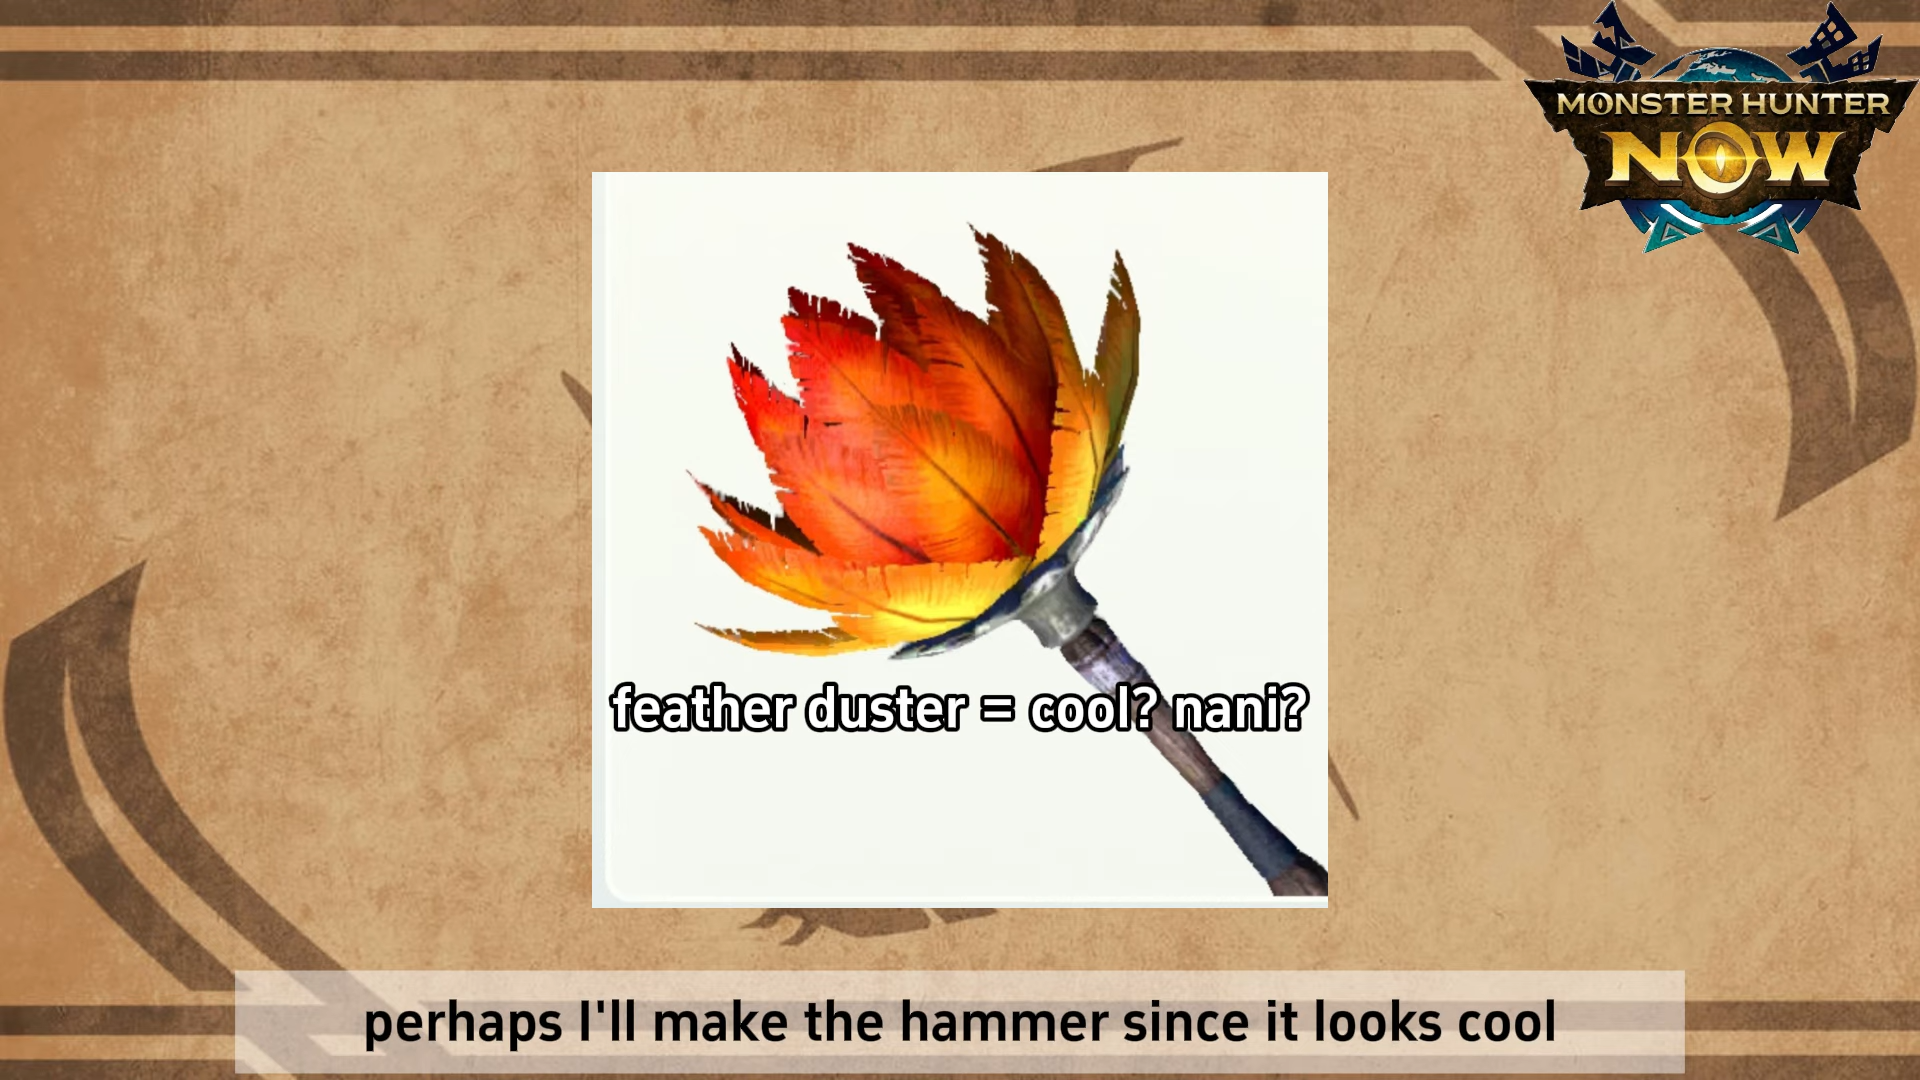 MONSTER HUNTER
NOW
feather duster = cool? nani?
perhaps I'll make the hammer since it looks cool